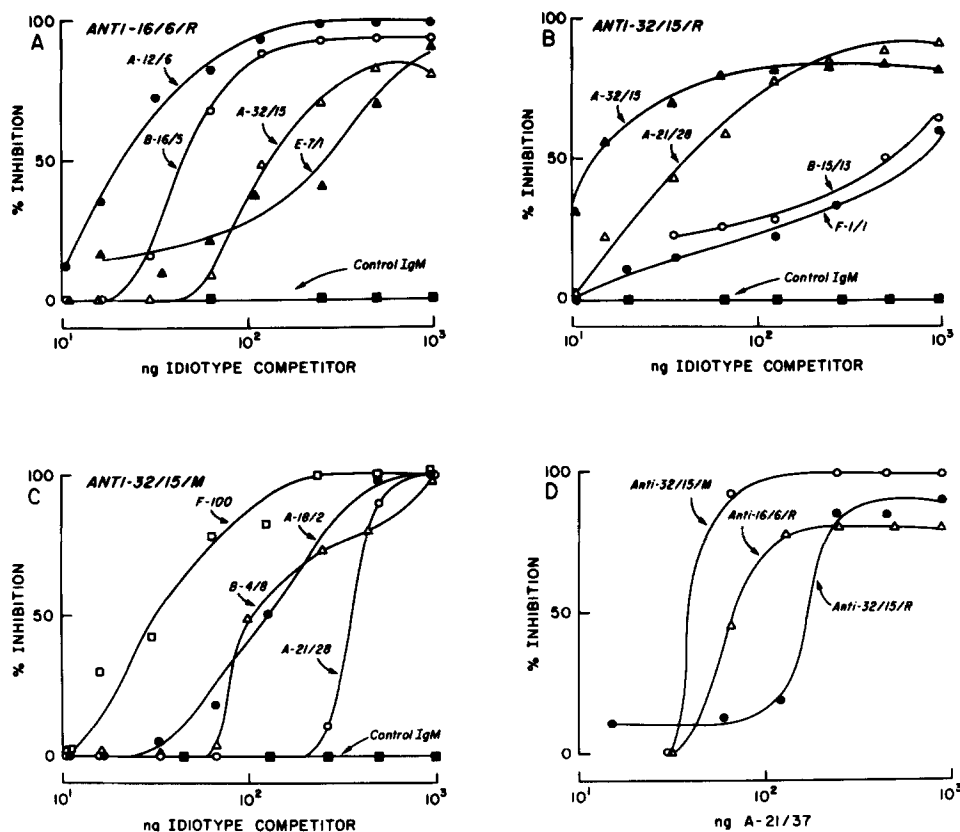 A
ANTI-16/6/R
100
50
0
% INHIBITION
A-12/6
B-16/5
A-32/15
E-7/1
Control IgM
10¹
10²
10³
ng IDIOTYPE COMPETITOR
B
ANTI-32/15/R
100
50
0
% INHIBITION
A-32/15
A-21/28
B-15/13
F-1/1
Control IgM
10¹
10²
10³
ng IDIOTYPE COMPETITOR
C
ANTI-32/15/M
100
50
0
% INHIBITION
F-100
A-18/2
B-4/8
A-21/28
Control IgM
10¹
10²
10³
ng IDIOTYPE COMPETITOR
D
100
50
0
% INHIBITION
Anti-32/15/M
Anti-16/6/R
Anti-32/15/R
10¹
10²
10³
ng A-21/37